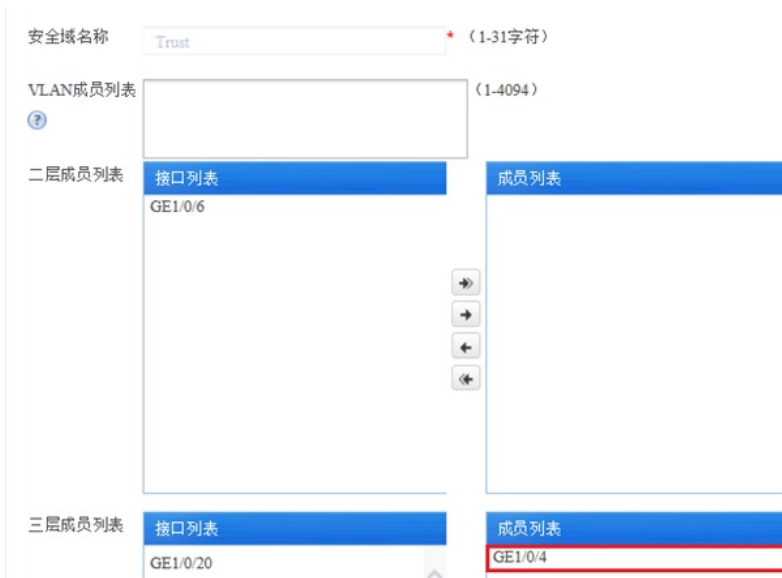 安全域名称 Trust * （1-31字符）
VLAN成员列表 （1-4094）
?
二层成员列表 接口列表 成员列表
GE1/0/6
三层成员列表 接口列表 成员列表
GE1/0/20 GE1/0/4